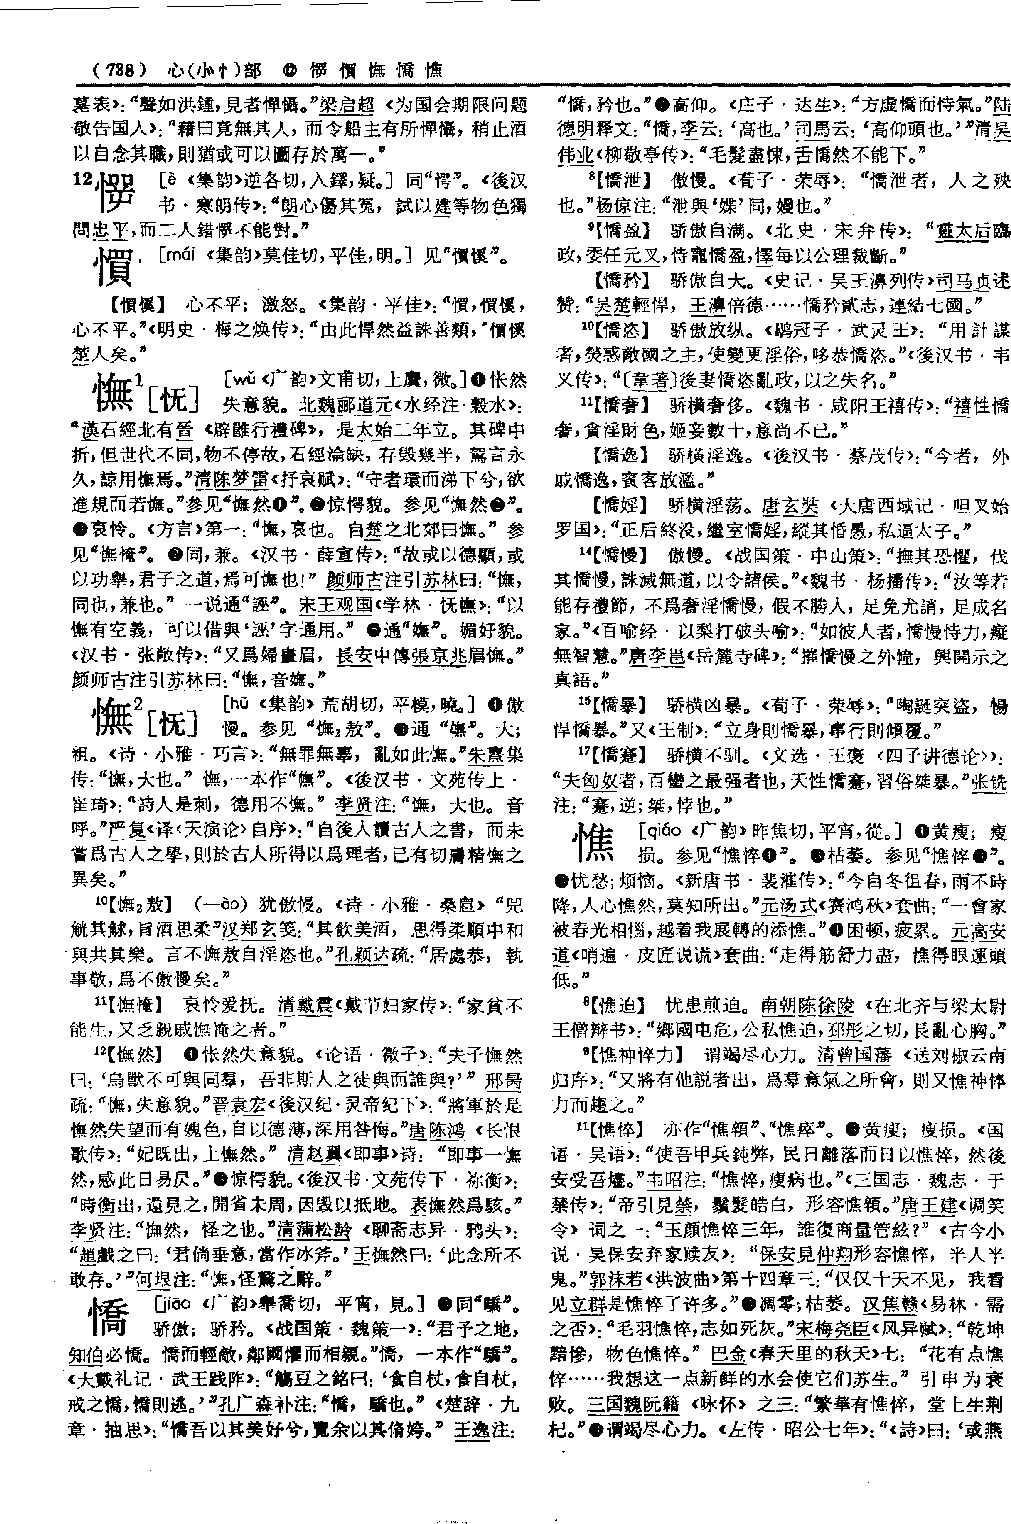 （738） 心(小忄)部 ⓬ 㦍 㥨 憮 憍 憔
墓表》：“聲如洪鍾，見者憚懾。”梁启超《为国会期限问题
敬告国人》：“藉曰竟無其人，而令船主有所憚懾，稍止酒
以自念其職，則猶或可以圖存於萬一。”
12 [è《集韵》逆各切，入鐸，疑。] 同“愕”。《後汉
书·寒朗传》：“朗心傷其冤，試以建等物色獨
問忠平，而二人錯愕不能對。”
[mái《集韵》莫佳切，平佳，明。] 见“
心不平；激怒。《集韵·平佳》：“
心不平。”《明史·梅之焕传》：“由此悍然益誅善類，
楚人矣。”
憮¹［怃］ [wǔ《广韵》文甫切，上麌，微。]❶怅然
失意貌。北魏郦道元《水经注·穀水》：
“漢石經北有晋《辟雍行禮碑》，是太始二年立。其碑中
折，但世代不同，物不停故，石經淪缺，存毁幾半，駕言永
久，諒用憮焉。”清陈梦雷《抒哀赋》：“守者環而涕下兮，欲
進規而若憮。”参见“憮然❶”。❷惊愕貌。参见“憮然❷”。
❸哀怜。《方言》第一：“憮，哀也。自楚之北郊曰憮。”参
见“憮掩”。❹同，兼。《汉书·薛宣传》：“故或以德顯，或
以功舉，君子之道，焉可憮也！”颜师古注引苏林曰：“憮，
同也，兼也。”一说通“誣”。宋王观国《学林·怃憮》：“以
憮有空義，可以借與‘誣’字通用。”❺通“嫵”。媚好貌。
《汉书·张敞传》：“又爲婦畫眉，長安中傳張京兆眉憮。”
颜师古注引苏林曰：“憮，音嫵。”
憮²［怃］ [hū《集韵》荒胡切，平模，曉。] ❶傲
慢。参见“憮₂敖”。❷通“幠”。大；
粗。《诗·小雅·巧言》：“無罪無辜，亂如此憮。”朱熹集
传：“憮，大也。”憮，一本作“幠”。《後汉书·文苑传上·
崔琦》：“詩人是刺，德用不憮。”李贤注：“憮，大也。音
呼。”严复《译〈天演论〉自序》：“自後人讀古人之書，而未
嘗爲古人之學，則於古人所得以爲理者，已有切膚精憮之
異矣。”
¹⁰【憮₂敖】 （—ào）犹傲慢。《诗·小雅·桑扈》“兕
觥其觩，旨酒思柔”汉郑玄笺：“其飲美酒，思得柔順中和
與共其樂。言不憮敖自淫恣也。”孔颖达疏：“居處恭，執
事敬，爲不傲慢矣。”
¹¹【憮掩】 哀怜爱抚。清戴震《戴节妇家传》：“家貧不
能生，又乏親戚憮掩之者。”
¹²【憮然】 ❶怅然失意貌。《论语·微子》：“夫子憮然
曰：‘鳥獸不可與同羣，吾非斯人之徒與而誰與？’”邢昺
疏：“憮，失意貌。”晋袁宏《後汉纪·灵帝纪下》：“將軍於是
憮然失望而有媿色，自以德薄，深用咎悔。”唐陈鸿《长恨
歌传》：“妃既出，上憮然。”清赵翼《即事》诗：“即事一憮
然，感此日易昃。”❷惊愕貌。《後汉书·文苑传下·祢衡》：
“時衡出，還見之，開省未周，因毁以抵地。表憮然爲駭。”
李贤注：“憮然，怪之也。”清蒲松龄《聊斋志异·鸦头》：
“趙戲之曰：‘君倘垂意，當作冰斧。’王憮然曰：‘此念所不
敢存。’”何垠注：“憮，怪驚之辭。”
憍 [jiāo《广韵》舉喬切，平宵，見。]❶同“驕”。
骄傲；骄矜。《战国策·魏策一》：“君子之地，
知伯必憍。憍而輕敵，鄰國懼而相親。”憍，一本作“驕”。
《大戴礼记·武王践阼》：“觴豆之銘曰：‘食自杖，食自杖，
戒之憍，憍則逃。’”孔广森补注：“憍，驕也。”《楚辞·九
章·抽思》：“憍吾以其美好兮，覽余以其脩姱。”王逸注：
“憍，矜也。”❷高仰。《庄子·达生》：“方虚憍而恃氣。”陆
德明释文：“憍，李云：‘高也。’司馬云：‘高仰頭也。’”清吴
伟业《柳敬亭传》：“毛髮盡悚，舌憍然不能下。”
⁸【憍泄】 傲慢。《荀子·荣辱》：“憍泄者，人之殃
也。”杨倞注：“泄與‘媟’同，嫚也。”
⁹【憍盈】 骄傲自满。《北史·宋弁传》：“靈太后臨
政，委任元叉，恃寵憍盈，懌每以公理裁斷。”
【憍矜】 骄傲自大。《史记·吴王濞列传》司马贞述
赞：“吴楚輕悍，王濞倍德……憍矜貳志，連結七國。”
¹⁰【憍恣】 骄傲放纵。《鹖冠子·武灵王》：“用計謀
者，熒惑敵國之主，使變更淫俗，哆恭憍恣。”《後汉书·韦
义传》：“〔韋著〕後妻憍恣亂政，以之失名。”
¹¹【憍奢】 骄横奢侈。《魏书·咸阳王禧传》：“禧性憍
奢，貪淫財色，姬妾數十，意尚不已。”
【憍逸】 骄横淫逸。《後汉书·蔡茂传》：“今者，外
戚憍逸，賓客放濫。”
【憍婬】 骄横淫荡。唐玄奘《大唐西域记·呾叉始
罗国》：“正后終没，繼室憍婬，縱其惛愚，私逼太子。”
¹⁴【憍慢】 傲慢。《战国策·中山策》：“撫其恐懼，伐
其憍慢，誅滅無道，以令諸侯。”《魏书·杨播传》：“汝等若
能存禮節，不爲奢淫憍慢，假不勝人，足免尤誚，足成名
家。”《百喻经·以梨打破头喻》：“如彼人者，憍慢恃力，癡
無智慧。”唐李邕《岳麓寺碑》：“摧憍慢之外幢，與開示之
真語。”
¹⁵【憍暴】 骄横凶暴。《荀子·荣辱》：“陶誕突盗，惕
悍憍暴。”又《王制》：“立身則憍暴，事行則傾覆。”
¹⁷【憍蹇】 骄横不驯。《文选·王褒〈四子讲德论〉》：
“夫匈奴者，百蠻之最强者也，天性憍蹇，習俗桀暴。”张铣
注：“蹇，逆；桀，悖也。”
憔 [qiáo《广韵》昨焦切，平宵，從。]❶黄瘦；瘦
损。参见“憔悴❶”。❷枯萎。参见“憔悴❷”。
❸忧愁；烦恼。《新唐书·裴漼传》：“今自冬徂春，雨不時
降，人心憔然，莫知所出。”元汤式《赛鸿秋》套曲：“一會家
被春光相惱，越着我展轉的添憔。”❹困顿，疲累。元高安
道《哨遍·皮匠说谎》套曲：“走得筋舒力盡，憔得眼運頭
低。”
⁸【憔迫】 忧患煎迫。南朝陈徐陵《在北齐与梁太尉
王僧辩书》：“鄉國屯危，公私憔迫，邳彤之切，長亂心胸。”
⁸【憔神悴力】 谓竭尽心力。清曾国藩《送刘椒云南
归序》：“又將有他説者出，爲慕意氣之所會，則又憔神悴
力而趨之。”
¹¹【憔悴】 亦作“憔顇”、“憔瘁”。❶黄瘦；瘦损。《国
语·吴语》：“使吾甲兵鈍弊，民日離落而日以憔悴，然後
安受吾燼。”韦昭注：“憔悴，瘦病也。”《三国志·魏志·于
禁传》：“帝引見禁，鬚髮皓白，形容憔顇。”唐王建《调笑
令》词之一：“玉顔憔悴三年，誰復商量管絃？”《古今小
说·吴保安弃家赎友》：“保安見仲翔形容憔悴，半人半
鬼。”郭沫若《洪波曲》第十四章三：“仅仅十天不见，我看
见立群是憔悴了许多。”❷凋零；枯萎。汉焦赣《易林·需
之否》：“毛羽憔悴，志如死灰。”宋梅尧臣《风异赋》：“乾坤
黯慘，物色憔悴。”巴金《春天里的秋天》七：“花有点憔
悴……我想这一点新鲜的水会使它们苏生。”引申为衰
败。三国魏阮籍《咏怀》之三：“繁華有憔悴，堂上生荆
杞。”❸谓竭尽心力。《左传·昭公七年》：“《詩》曰：‘或燕